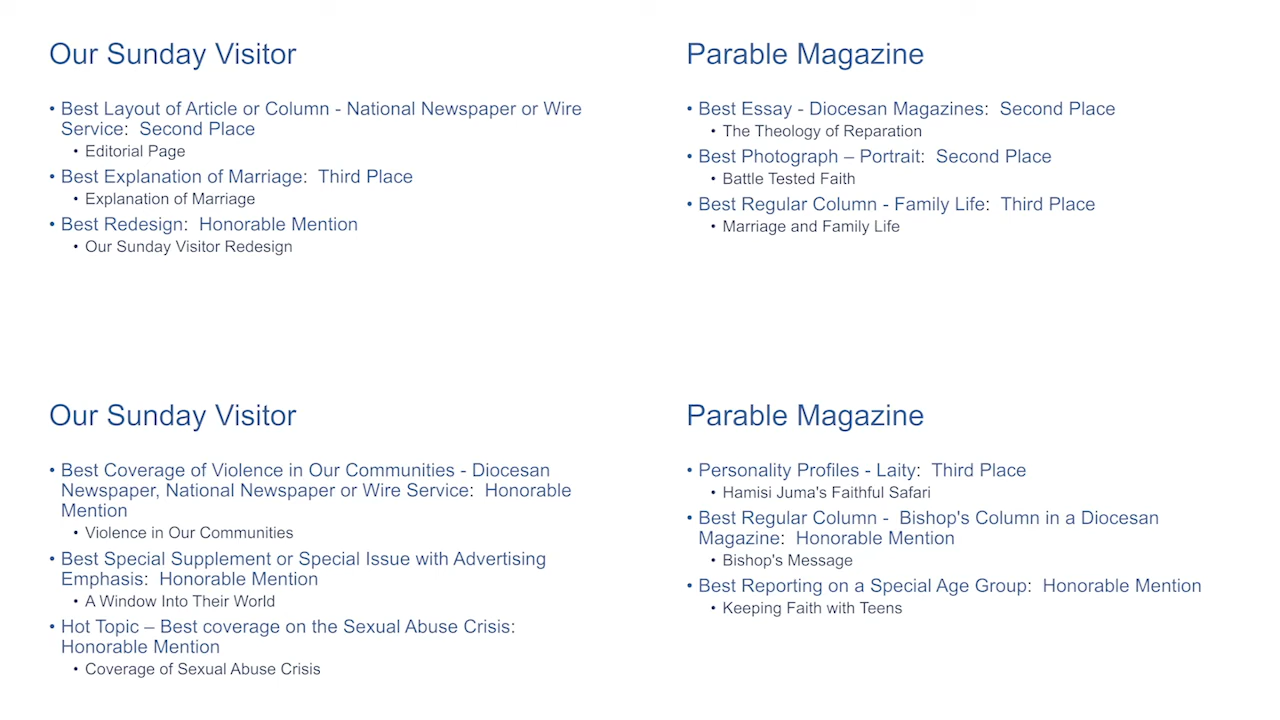 Our Sunday Visitor
• Best Layout of Article or Column - National Newspaper or Wire
Service:  Second Place
• Editorial Page
• Best Explanation of Marriage:  Third Place
• Explanation of Marriage
• Best Redesign:  Honorable Mention
• Our Sunday Visitor Redesign
Parable Magazine
• Best Essay - Diocesan Magazines:  Second Place
• The Theology of Reparation
• Best Photograph – Portrait:  Second Place
• Battle Tested Faith
• Best Regular Column - Family Life:  Third Place
• Marriage and Family Life
Our Sunday Visitor
• Best Coverage of Violence in Our Communities - Diocesan
Newspaper, National Newspaper or Wire Service:  Honorable
Mention
• Violence in Our Communities
• Best Special Supplement or Special Issue with Advertising
Emphasis:  Honorable Mention
• A Window Into Their World
• Hot Topic – Best coverage on the Sexual Abuse Crisis:
Honorable Mention
• Coverage of Sexual Abuse Crisis
Parable Magazine
• Personality Profiles - Laity:  Third Place
• Hamisi Juma's Faithful Safari
• Best Regular Column -  Bishop's Column in a Diocesan
Magazine:  Honorable Mention
• Bishop's Message
• Best Reporting on a Special Age Group:  Honorable Mention
• Keeping Faith with Teens